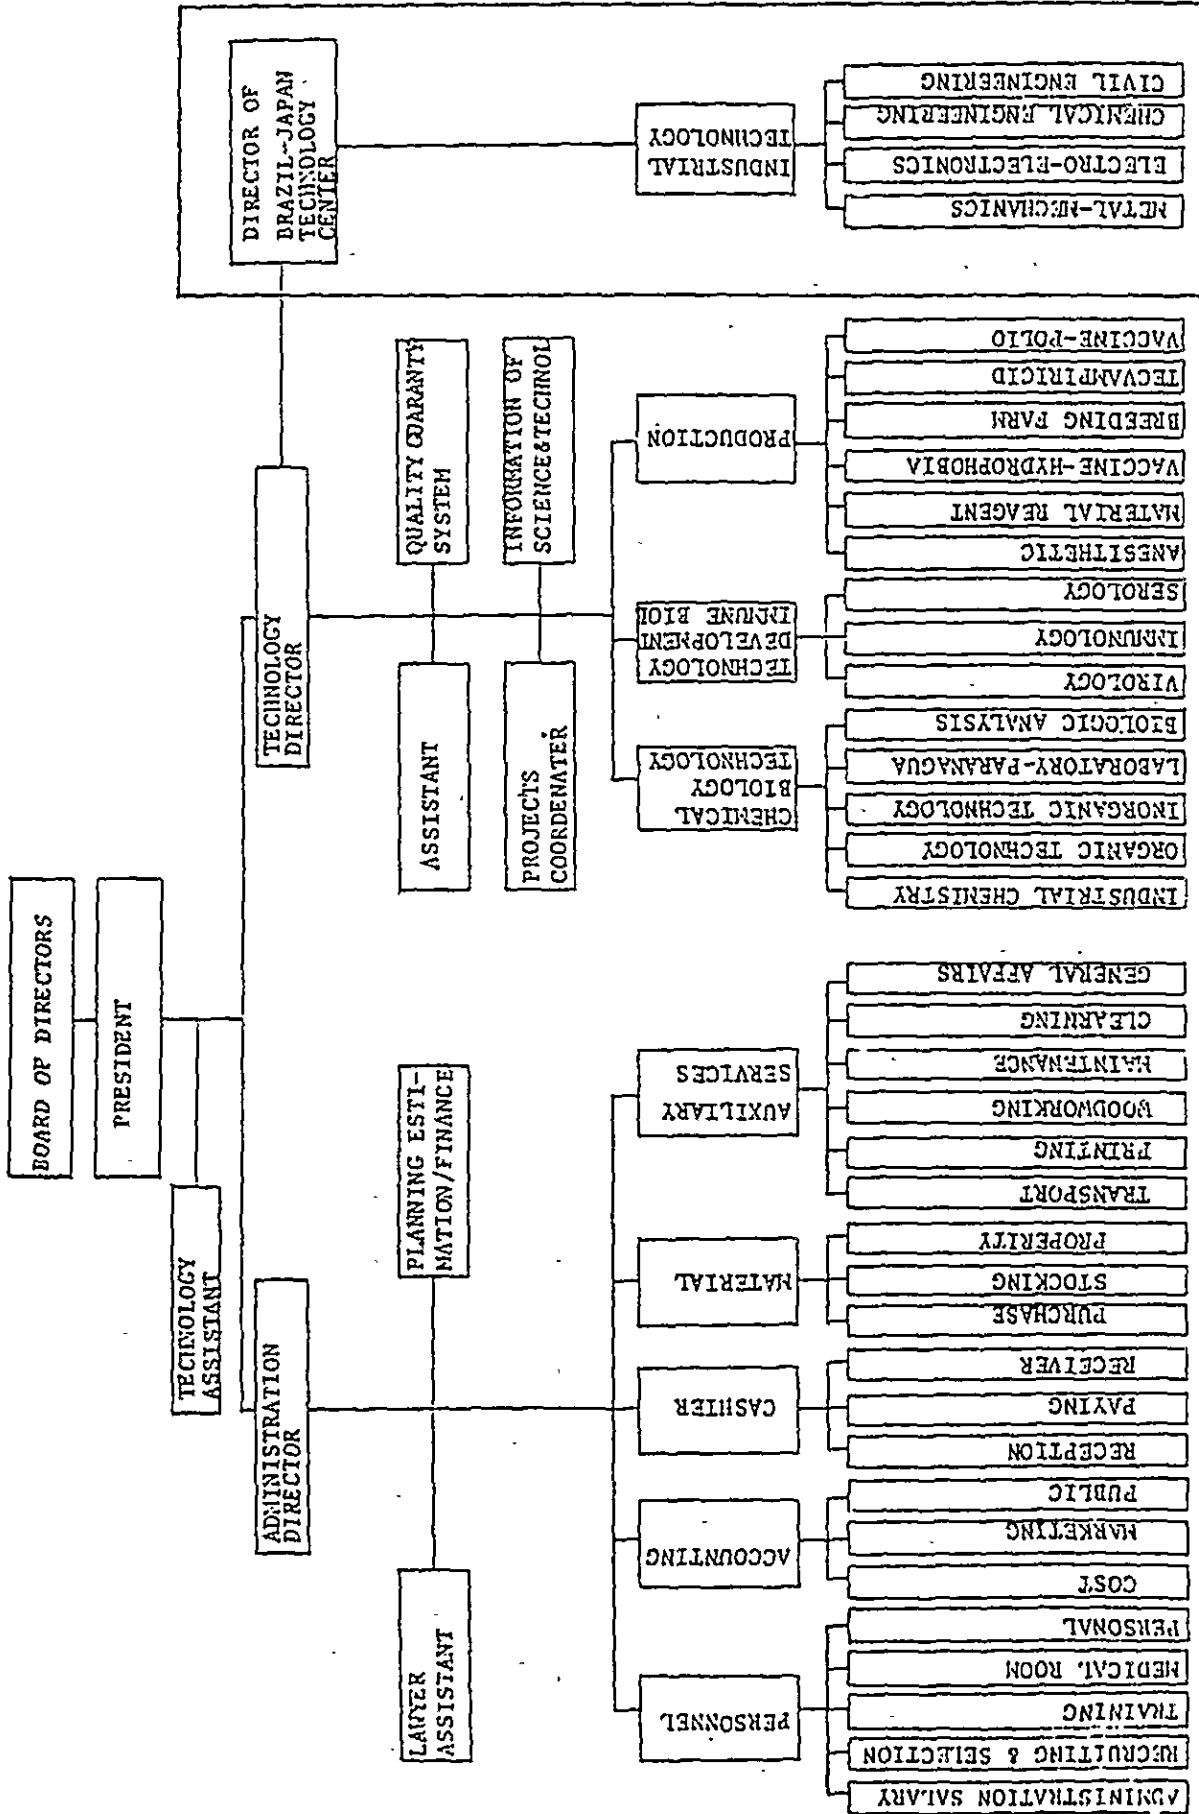 BOARD OF DIRECTORS
PRESIDENT
TECHNOLOGY
ASSISTANT
ADMINISTRATION
DIRECTOR
TECHNOLOGY
DIRECTOR
DIRECTOR OF
BRAZIL-JAPAN
TECHNOLOGY
CENTER
LAWYER
ASSISTANT
PLANNING ESTI-
MATION/FINANCE
ASSISTANT
QUALITY GUARANTY
SYSTEM
PROJECTS
COORDENATER
INFORMATION OF
SCIENCE&TECHNOL
PERSONNEL
ACCOUNTING
CASHIER
MATERIAL
AUXILIARY
SERVICES
CHEMICAL
BIOLOGY
TECHNOLOGY
TECHNOLOGY
DEVELOPMENT
IMMUNE BIOL
PRODUCTION
INDUSTRIAL
TECHNOLOGY
ADMINISTRATION SALARY
RECRUITING & SELECTION
TRAINING
MEDICAL ROOM
PERSONAL
COST
MARKETING
PUBLIC
RECEPTION
PAYING
RECEIVER
PURCHASE
STOCKING
PROPERITY
TRANSPORT
PRINTING
WOODWORKING
MAINTENANCE
CLEARNING
GENERAL AFFAIRS
INDUSTRIAL CHEMISTRY
ORGANIC TECHNOLOGY
INORGANIC TECHNOLOGY
LABORATORY-PARANAGUA
BIOLOGIC ANALYSIS
VIROLOGY
IMMUNOLOGY
SEROLOGY
ANESITHETIC
MATERIAL REAGENT
VACCINE-HYDROPHOBIA
BREEDING FARM
TECVAMPIRICID
VACCINE-POLIO
METAL-MECHANICS
ELECTRO-ELECTRONICS
CHEMICAL ENGINEERING
CIVIL ENGINEERING